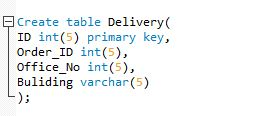 Create table Delivery(
ID int(5) primary key,
Order_ID int(5),
Office_No int(5),
Buliding varchar(5)
);